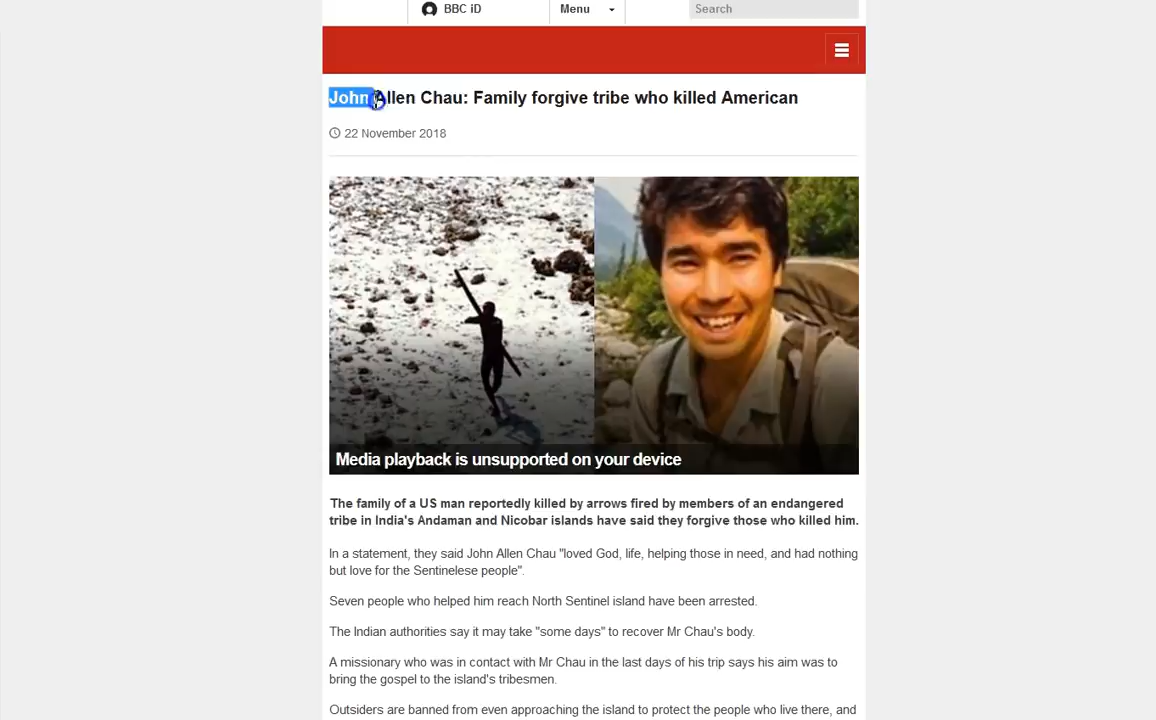 BBC iD
Menu
Search
John Allen Chau: Family forgive tribe who killed American
22 November 2018
Media playback is unsupported on your device
The family of a US man reportedly killed by arrows fired by members of an endangered
tribe in India's Andaman and Nicobar islands have said they forgive those who killed him.
In a statement, they said John Allen Chau "loved God, life, helping those in need, and had nothing
but love for the Sentinelese people".
Seven people who helped him reach North Sentinel island have been arrested.
The Indian authorities say it may take "some days" to recover Mr Chau's body.
A missionary who was in contact with Mr Chau in the last days of his trip says his aim was to
bring the gospel to the island's tribesmen.
Outsiders are banned from even approaching the island to protect the people who live there, and